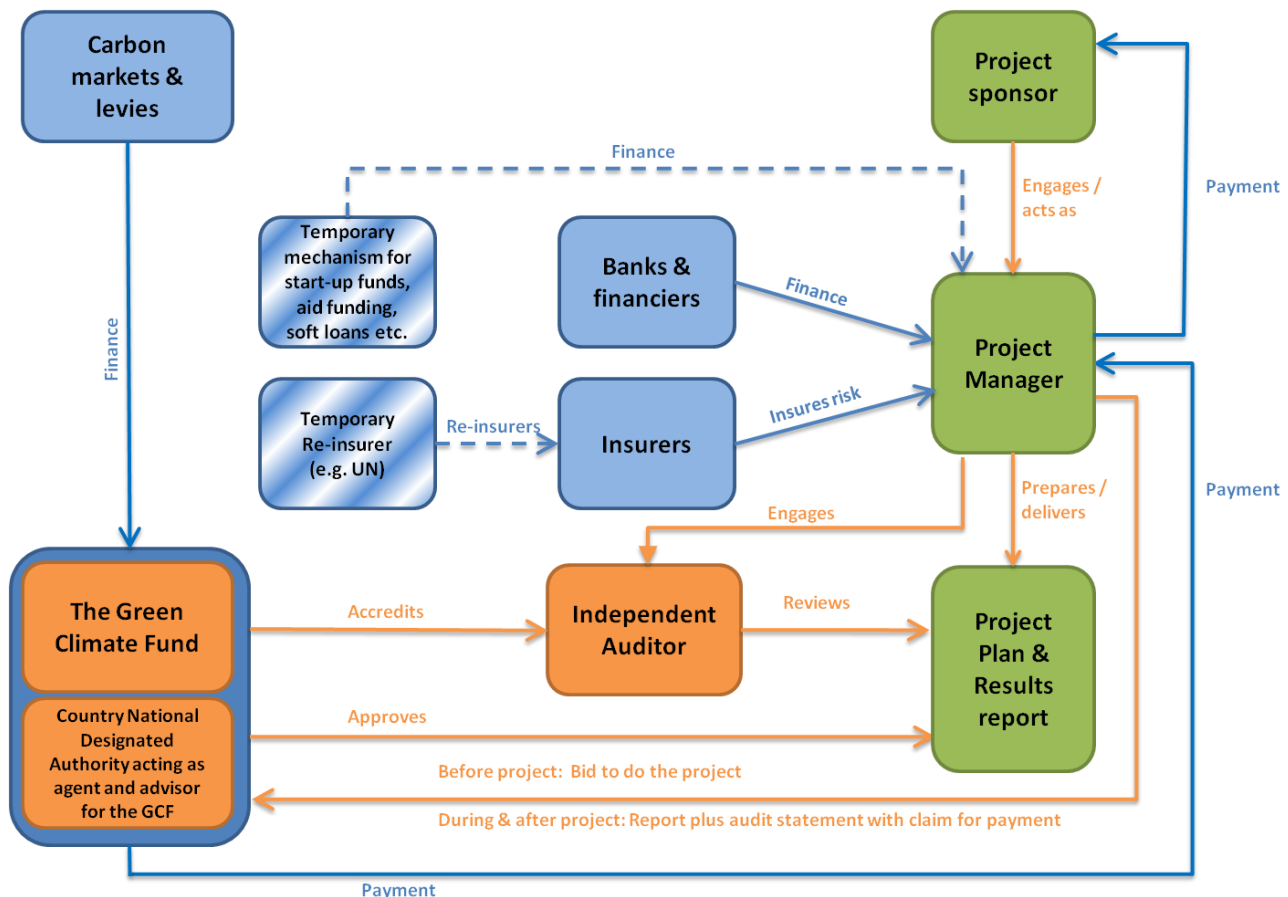 Carbon
markets &
levies
Project
sponsor
Finance
Engages /
acts as
Payment
Temporary
mechanism for
start-up funds,
aid funding,
soft loans etc.
Banks &
financiers
Finance
Finance
Project
Manager
Temporary
Re-insurer
(e.g. UN)
Re-insurers
Insurers
Insures risk
Payment
Engages
Prepares /
delivers
The Green
Climate Fund
Accredits
Independent
Auditor
Reviews
Project
Plan &
Results
report
Country National
Designated
Authority acting as
agent and advisor
for the GCF
Approves
Before project:  Bid to do the project
During & after project: Report plus audit statement with claim for payment
Payment